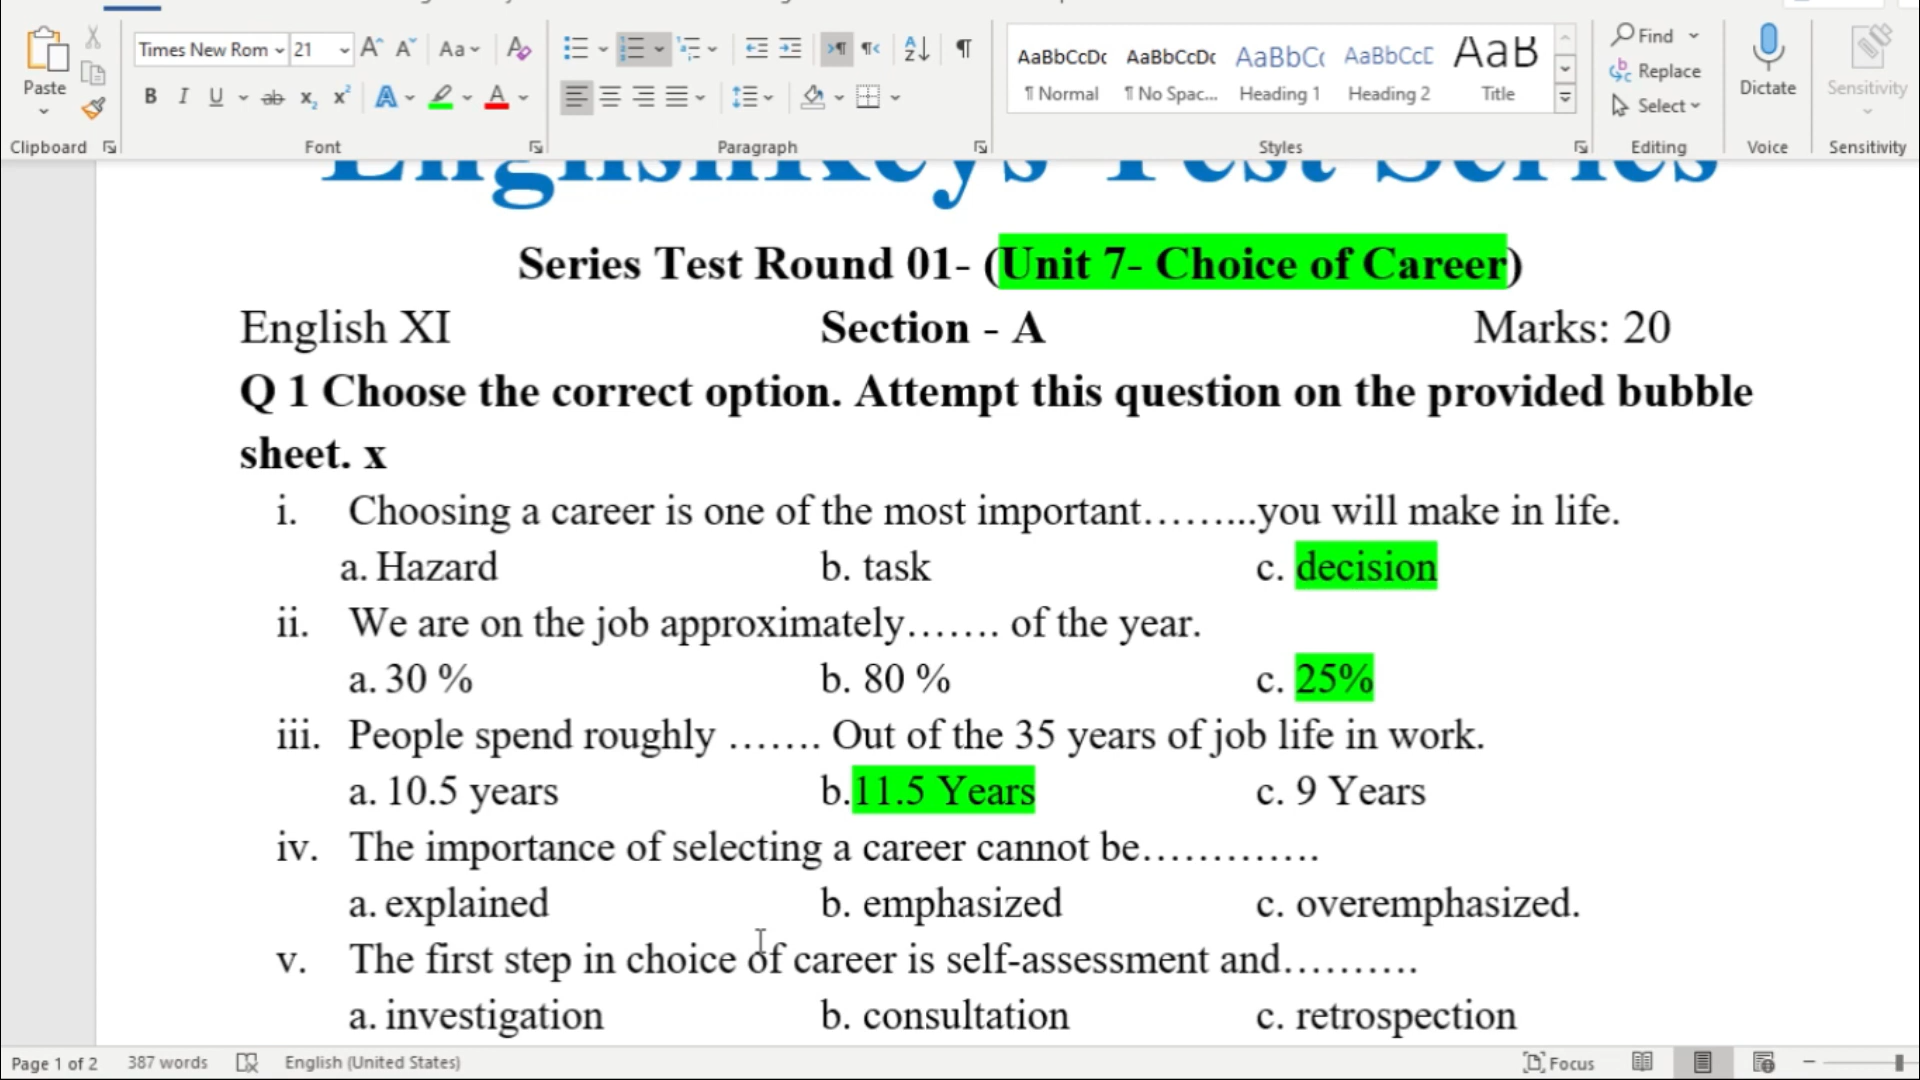 Times New Rom 21 Aa
Find
Paste
AaBbCcDc AaBbCcDc AaBbCc AaBbCcD AaB
Replace
¶ Normal ¶ No Spac... Heading 1 Heading 2 Title
Select
Dictate Sensitivity
B I U ab x₂ x² A A
Clipboard Font Paragraph Styles Editing Voice Sensitivity
EnglishKeys Test Series
Series Test Round 01- (Unit 7- Choice of Career)
English XI Section - A Marks: 20
Q 1 Choose the correct option. Attempt this question on the provided bubble
sheet. x
i. Choosing a career is one of the most important………you will make in life.
a. Hazard b. task c. decision
ii. We are on the job approximately……. of the year.
a. 30 % b. 80 % c. 25%
iii. People spend roughly ……. Out of the 35 years of job life in work.
a. 10.5 years b.11.5 Years c. 9 Years
iv. The importance of selecting a career cannot be………….
a. explained b. emphasized c. overemphasized.
v. The first step in choice of career is self-assessment and……….
a. investigation b. consultation c. retrospection
Page 1 of 2 387 words English (United States) Focus